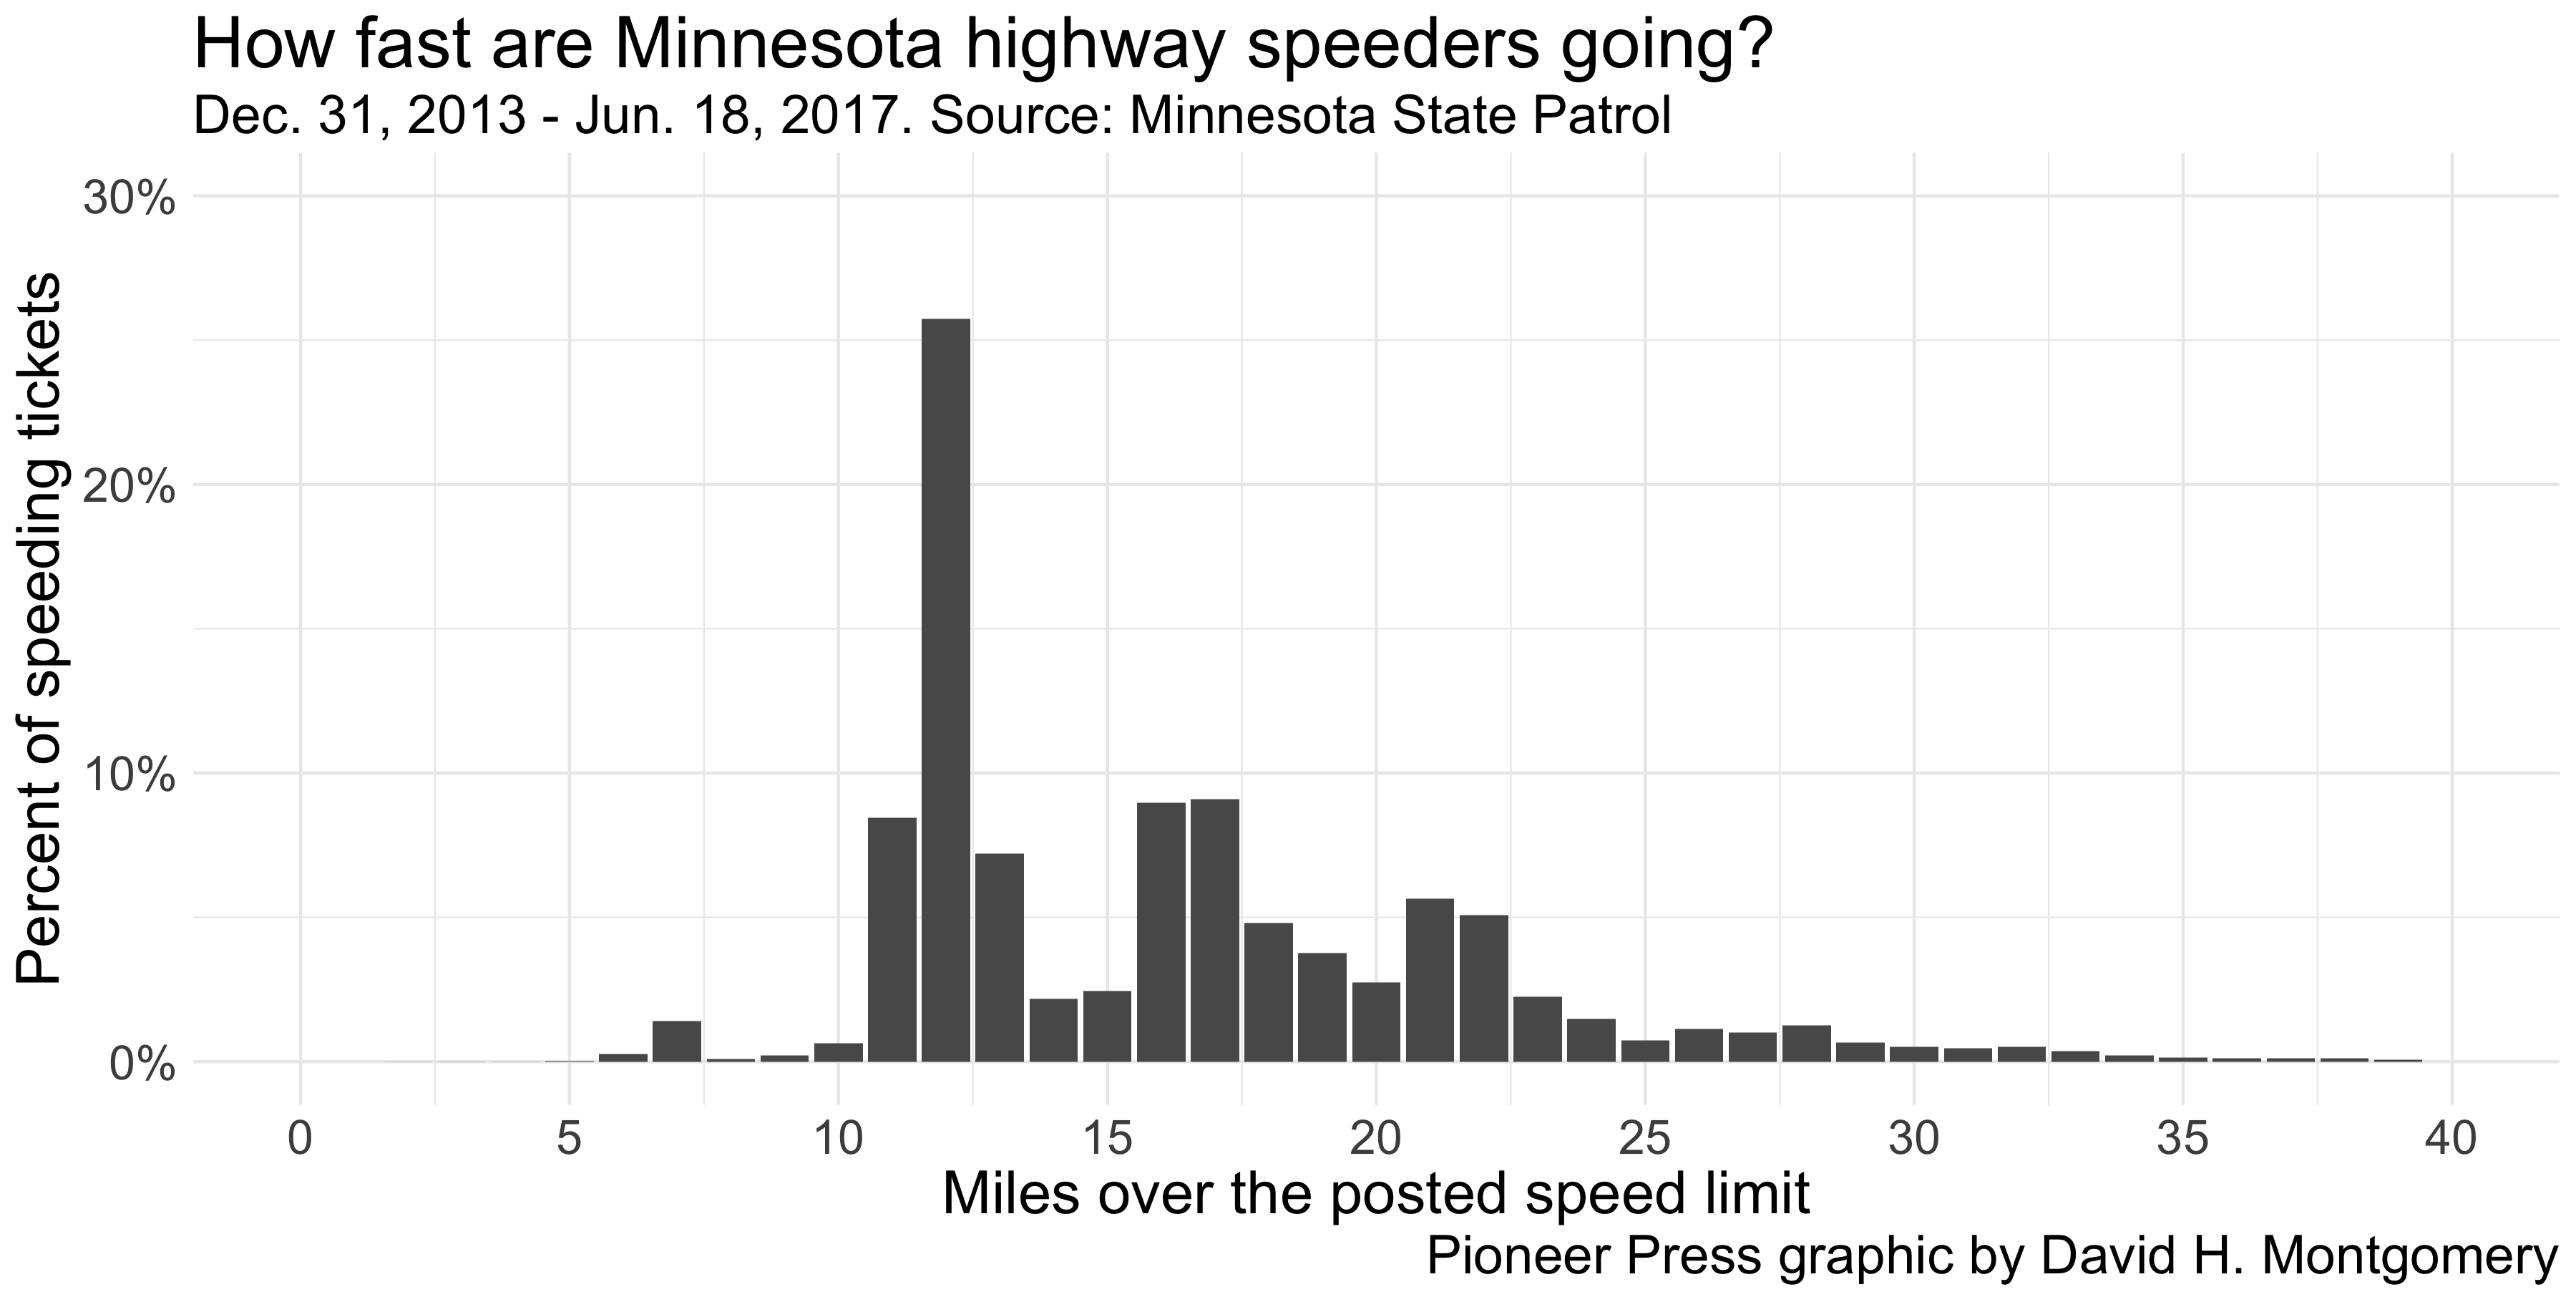 How fast are Minnesota highway speeders going?
Dec. 31, 2013 - Jun. 18, 2017. Source: Minnesota State Patrol
30%
20%
10%
0%
Percent of speeding tickets
0 5 10 15 20 25 30 35 40
Miles over the posted speed limit
Pioneer Press graphic by David H. Montgomery